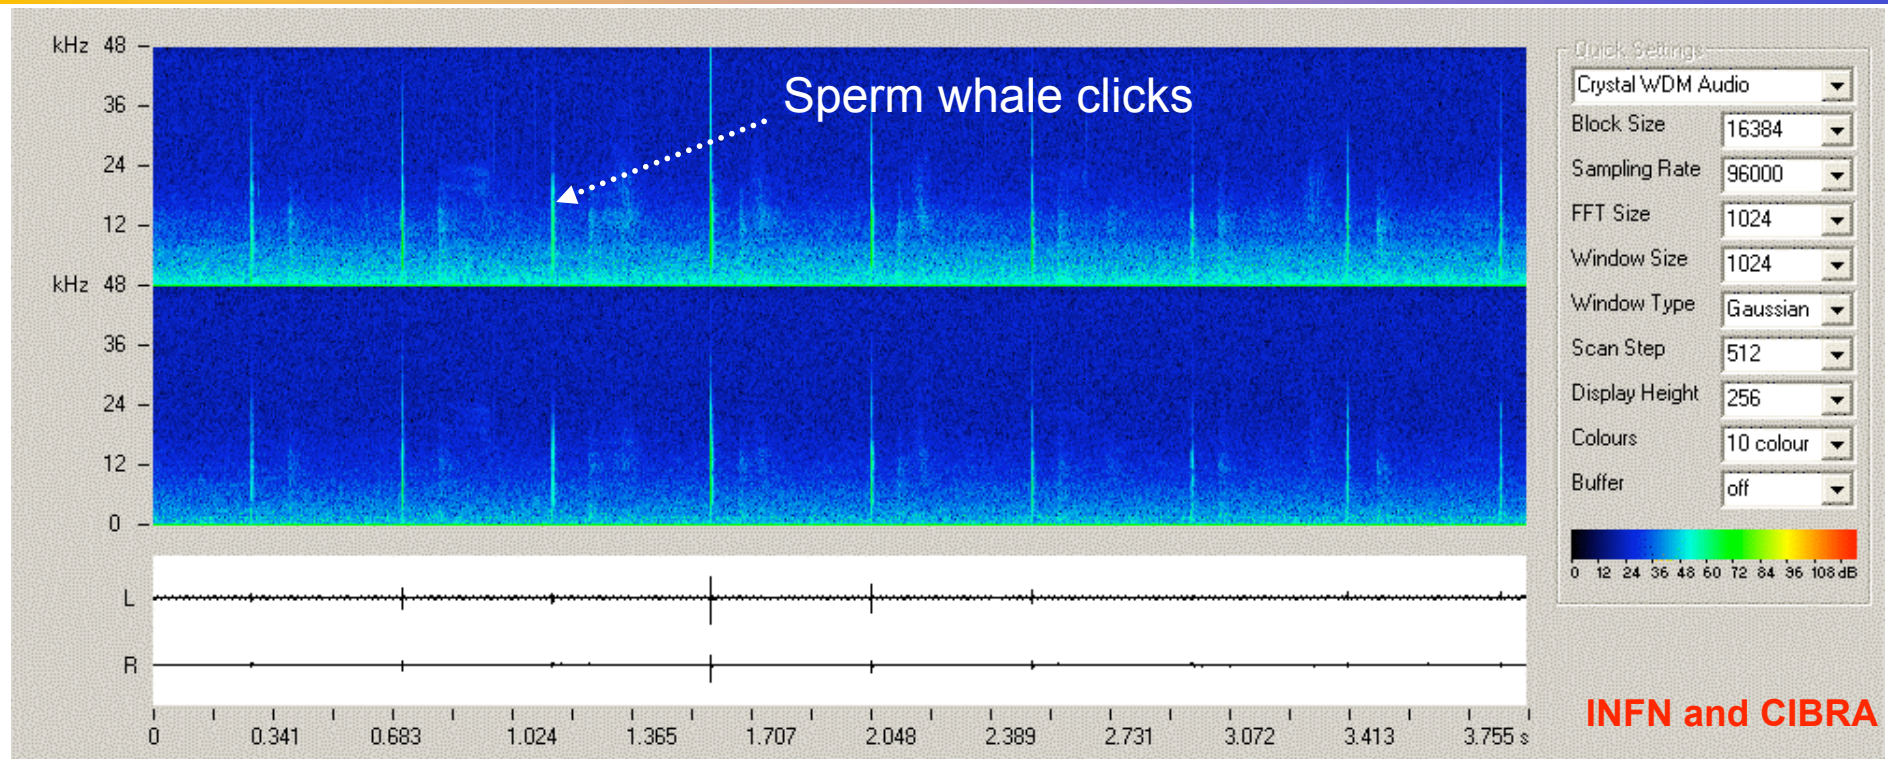 kHz 48
36
24
12
kHz 48
36
24
12
0
Sperm whale clicks
L
R
0 0.341 0.683 1.024 1.365 1.707 2.048 2.389 2.731 3.072 3.413 3.755 s
Quick Settings
Crystal WDM Audio
Block Size 16384
Sampling Rate 96000
FFT Size 1024
Window Size 1024
Window Type Gaussian
Scan Step 512
Display Height 256
Colours 10 colour
Buffer off
0 12 24 36 48 60 72 84 96 108 dB
INFN and CIBRA